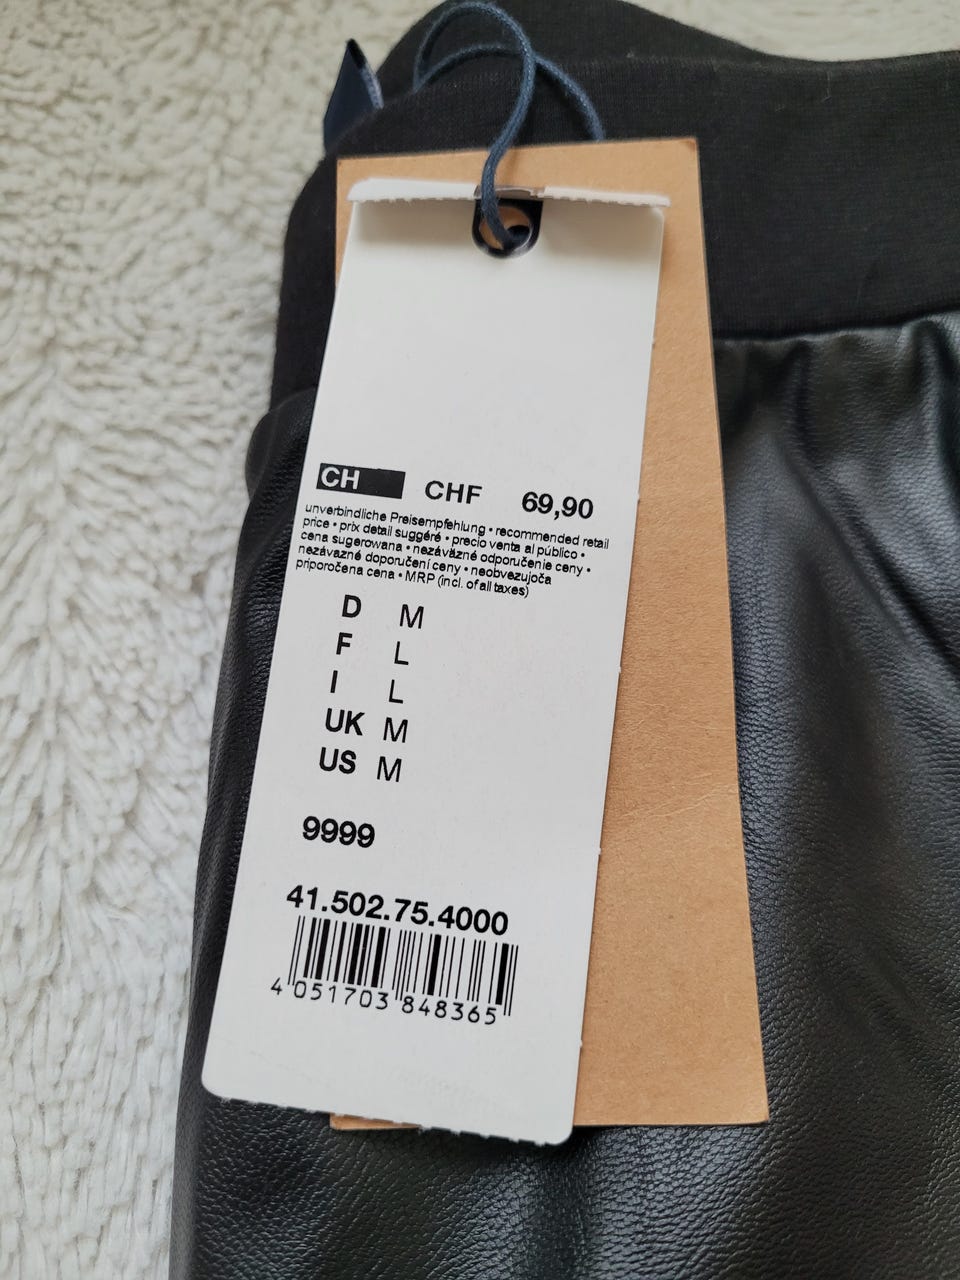 CH CHF 69,90
unverbindliche Preisempfehlung • recommended retail
price • prix detail suggéré • precio venta al público •
cena sugerowana • nezáväzné odporučenie ceny •
nezávazné doporučení ceny • neobvezujoča
priporočena cena • MRP (incl. of all taxes)
D M
F L
I L
UK M
US M
9999
41.502.75.4000
4 051703 848365